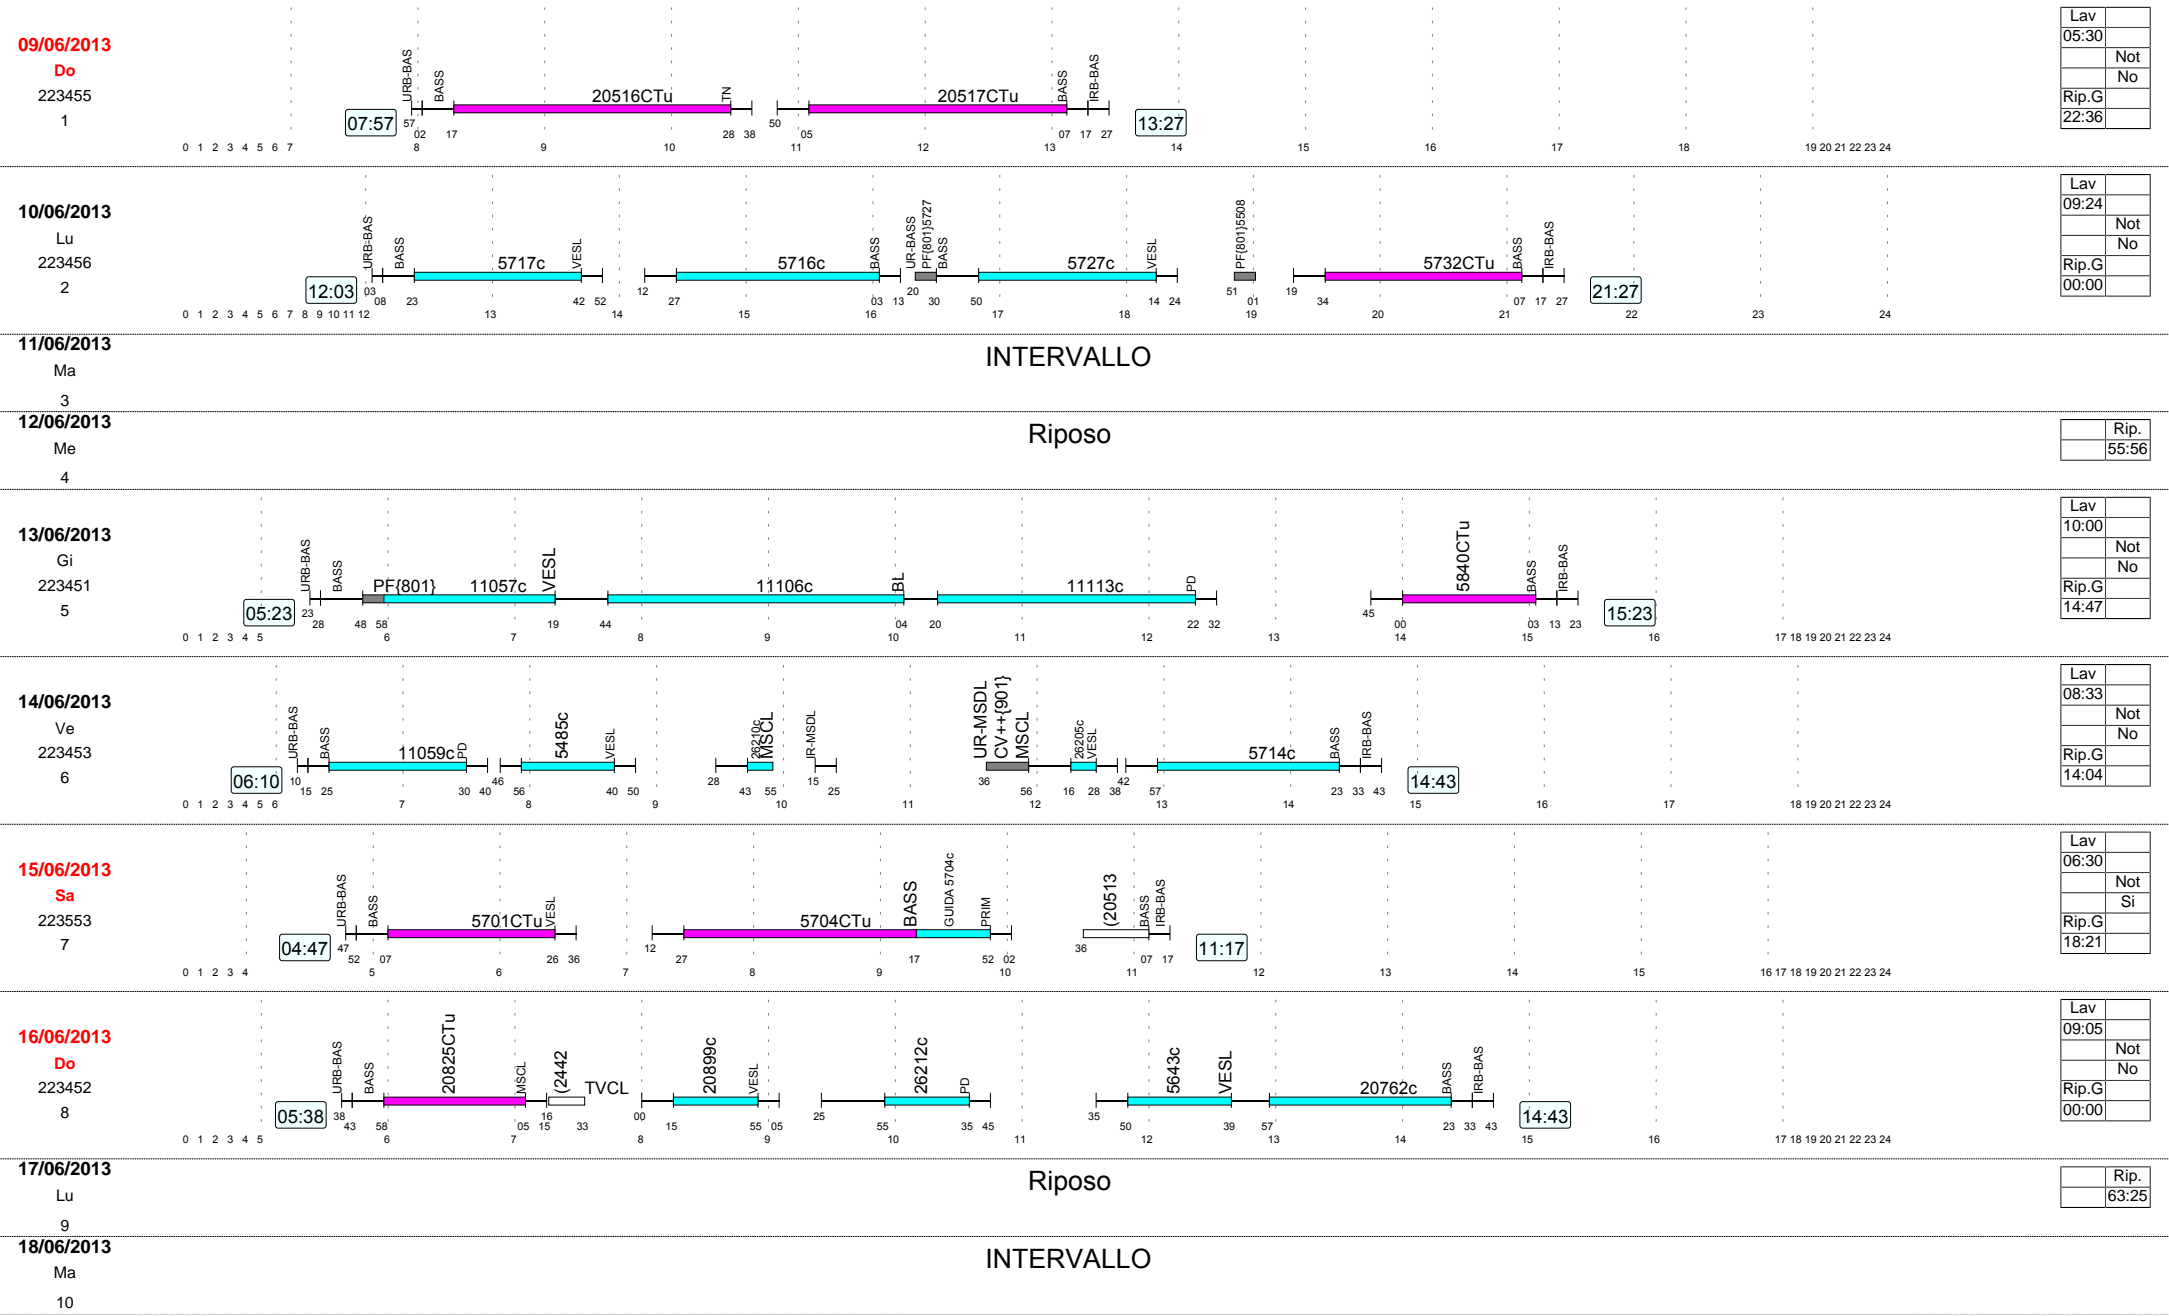 09/06/2013
Do
223455
1
URB-BAS BASS 20516CTu TN 20517CTu BASS IRB-BAS
07:57 57 02 17 28 38 50 05 07 17 27 13:27
0 1 2 3 4 5 6 7 8 9 10 11 12 13 14 15 16 17 18 19 20 21 22 23 24
Lav
05:30
Not
No
Rip.G
22:36
10/06/2013
Lu
223456
2
URB-BAS BASS 5717c VESL 5716c BASS UR-BASS PF{801}5727 BASS 5727c VESL PF{801}5508 5732CTu BASS IRB-BAS
12:03 03 08 23 42 52 12 27 03 13 20 30 50 14 24 51 01 19 34 07 17 27 21:27
0 1 2 3 4 5 6 7 8 9 10 11 12 13 14 15 16 17 18 19 20 21 22 23 24
Lav
09:24
Not
No
Rip.G
00:00
11/06/2013
Ma
3
INTERVALLO
12/06/2013
Me
4
Riposo
Rip.
55:56
13/06/2013
Gi
223451
5
URB-BAS BASS PF{801} 11057c VESL 11106c BL 11113c PD 5840CTu BASS IRB-BAS
05:23 23 28 48 58 19 44 04 20 22 32 45 00 03 13 23 15:23
0 1 2 3 4 5 6 7 8 9 10 11 12 13 14 15 16 17 18 19 20 21 22 23 24
Lav
10:00
Not
No
Rip.G
14:47
14/06/2013
Ve
223453
6
URB-BAS BASS 11059c PD 5485c VESL 26210c MSCL IR-MSDL UR-MSDL CV++{901} MSCL 26205c VESL 5714c BASS IRB-BAS
06:10 10 15 25 30 40 46 56 40 50 28 43 55 15 25 36 56 16 28 38 42 57 23 33 43 14:43
0 1 2 3 4 5 6 7 8 9 10 11 12 13 14 15 16 17 18 19 20 21 22 23 24
Lav
08:33
Not
No
Rip.G
14:04
15/06/2013
Sa
223553
7
URB-BAS BASS 5701CTu VESL 5704CTu BASS GUIDA 5704c PRIM (20513 BASS IRB-BAS
04:47 47 52 07 26 36 12 27 17 52 02 36 07 17 11:17
0 1 2 3 4 5 6 7 8 9 10 11 12 13 14 15 16 17 18 19 20 21 22 23 24
Lav
06:30
Not
Si
Rip.G
18:21
16/06/2013
Do
223452
8
URB-BAS BASS 20825CTu MSCL (2442 TVCL 20899c VESL 26212c PD 5643c VESL 20762c BASS IRB-BAS
05:38 38 43 58 05 15 16 33 00 15 55 05 25 55 35 45 35 50 39 57 23 33 43 14:43
0 1 2 3 4 5 6 7 8 9 10 11 12 13 14 15 16 17 18 19 20 21 22 23 24
Lav
09:05
Not
No
Rip.G
00:00
17/06/2013
Lu
9
Riposo
Rip.
63:25
18/06/2013
Ma
10
INTERVALLO